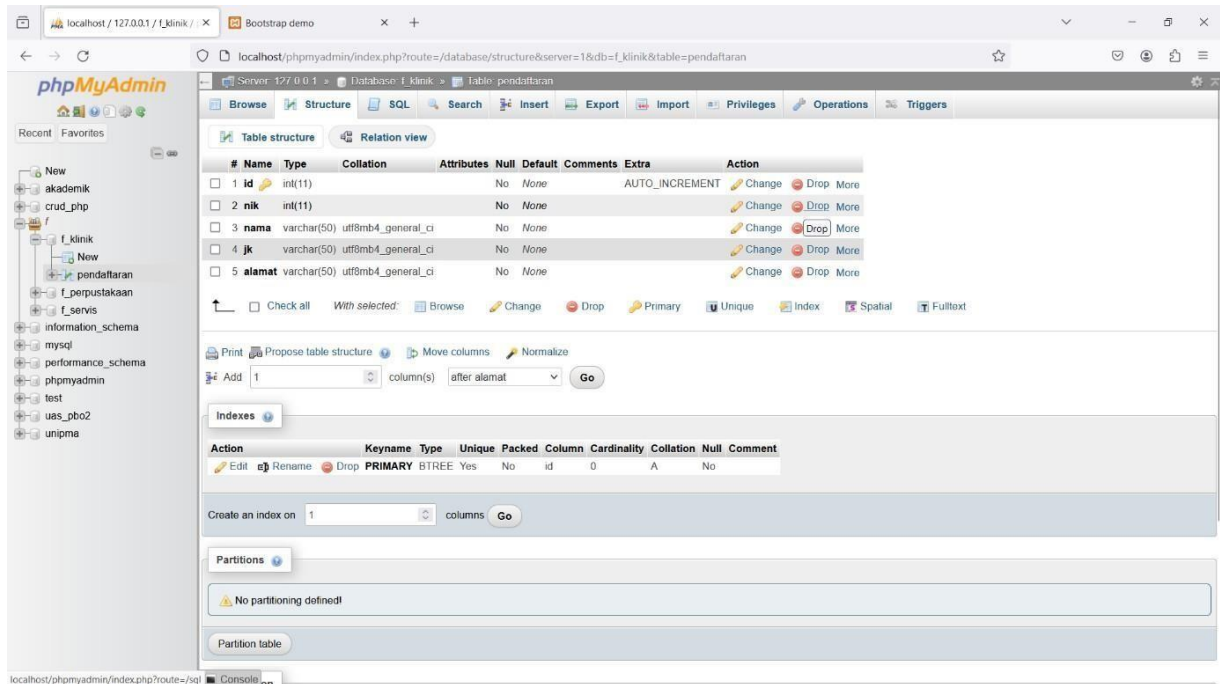 localhost / 127.0.0.1 / f_klinik / Bootstrap demo
localhost/phpmyadmin/index.php?route=/database/structure&server=1&db=f_klinik&table=pendaftaran
phpMyAdmin
Recent Favorites
New
akademik
crud_php
f
f_klinik
New
pendaftaran
f_perpustakaan
f_servis
information_schema
mysql
performance_schema
phpmyadmin
test
uas_pbo2
unipma
Server: 127.0.0.1 » Database: f_klinik » Table: pendaftaran
Browse Structure SQL Search Insert Export Import Privileges Operations Triggers
Table structure Relation view
# Name Type Collation Attributes Null Default Comments Extra Action
1 id int(11) No None AUTO_INCREMENT Change Drop More
2 nik int(11) No None Change Drop More
3 nama varchar(50) utf8mb4_general_ci No None Change Drop More
4 jk varchar(50) utf8mb4_general_ci No None Change Drop More
5 alamat varchar(50) utf8mb4_general_ci No None Change Drop More
Check all With selected: Browse Change Drop Primary Unique Index Spatial Fulltext
Print Propose table structure Move columns Normalize
Add 1 column(s) after alamat Go
Indexes
Action Keyname Type Unique Packed Column Cardinality Collation Null Comment
Edit Rename Drop PRIMARY BTREE Yes No id 0 A No
Create an index on 1 columns Go
Partitions
No partitioning defined!
Partition table
localhost/phpmyadmin/index.php?route=/sql Console